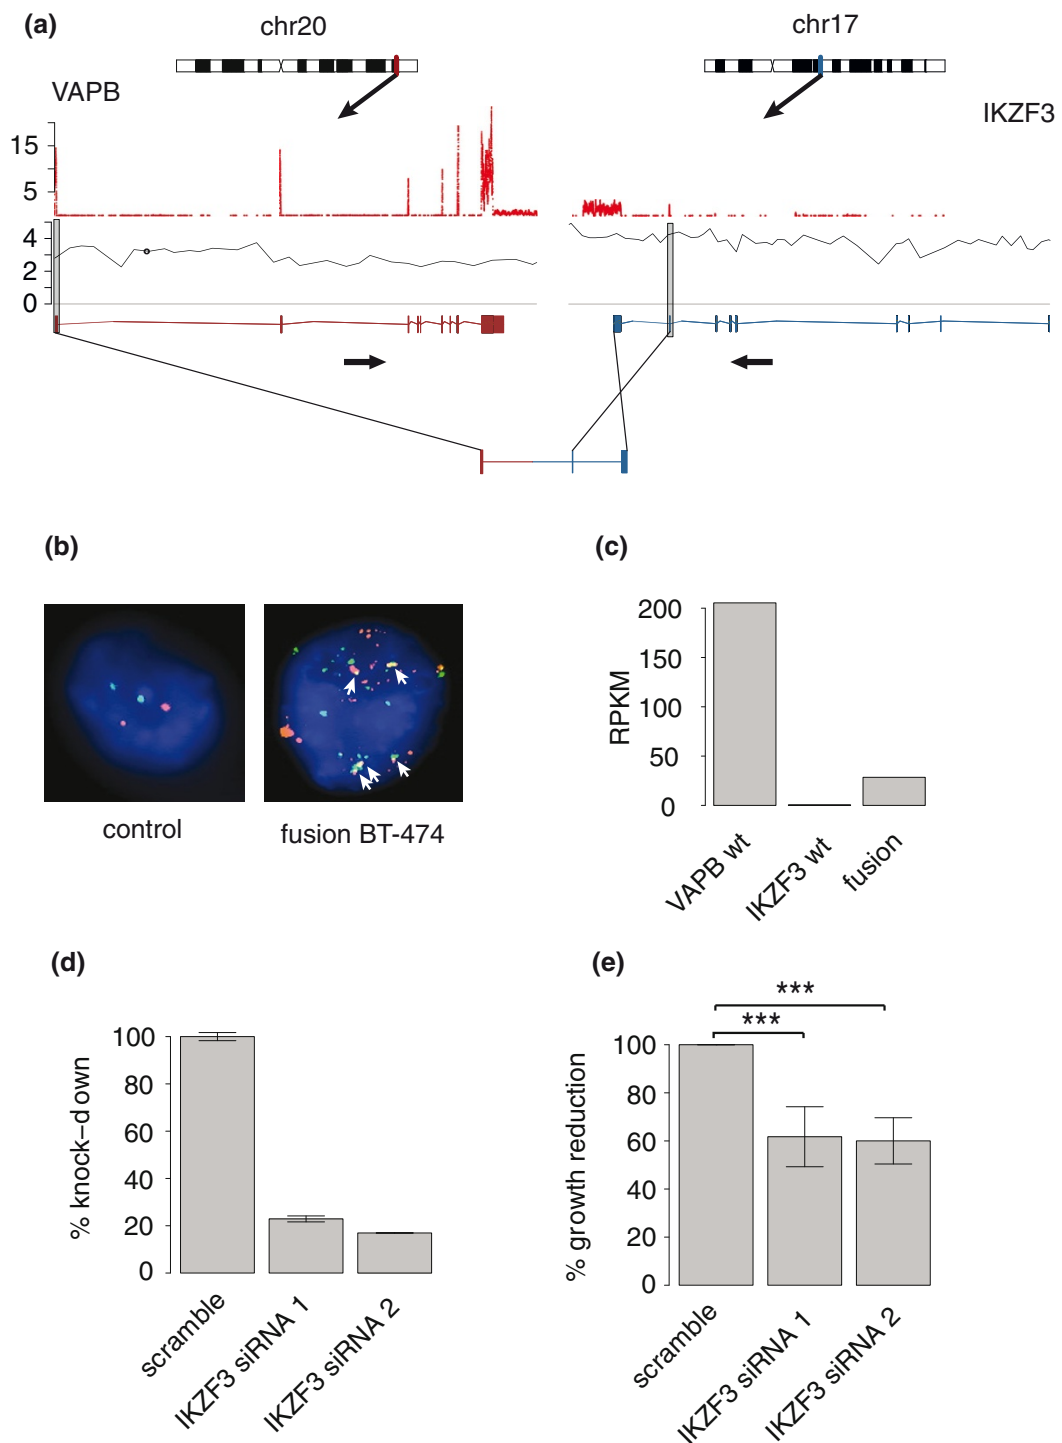 (a)
chr20
chr17
VAPB
IKZF3
15
5
4
2
0
(b)
(c)
control
fusion BT-474
RPKM
200
150
100
50
0
VAPB wt
IKZF3 wt
fusion
(d)
(e)
% knock-down
100
80
60
40
20
0
scramble
IKZF3 siRNA 1
IKZF3 siRNA 2
***
***
% growth reduction
100
80
60
40
20
0
scramble
IKZF3 siRNA 1
IKZF3 siRNA 2